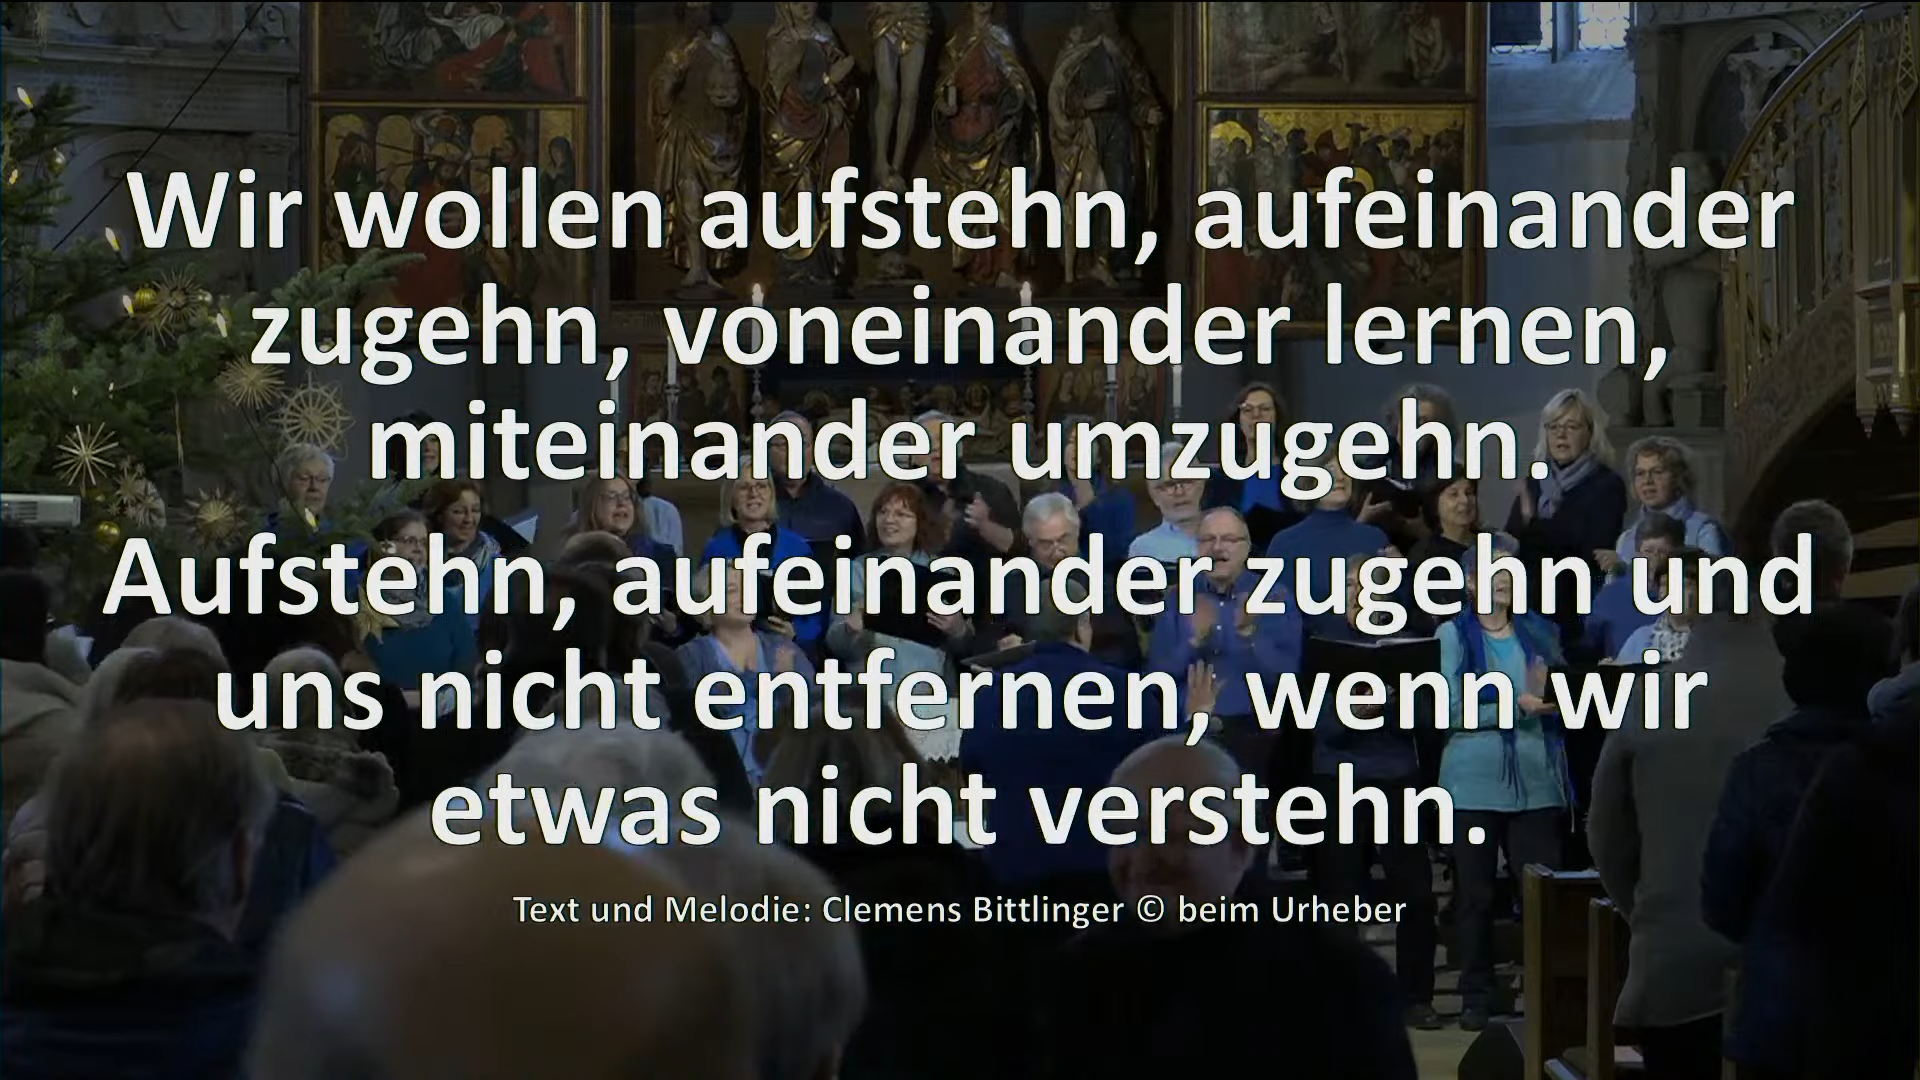 Wir wollen aufstehn, aufeinander
zugehn, voneinander lernen,
miteinander umzugehn.
Aufstehn, aufeinander zugehn und
uns nicht entfernen, wenn wir
etwas nicht verstehn.
Text und Melodie: Clemens Bittlinger © beim Urheber